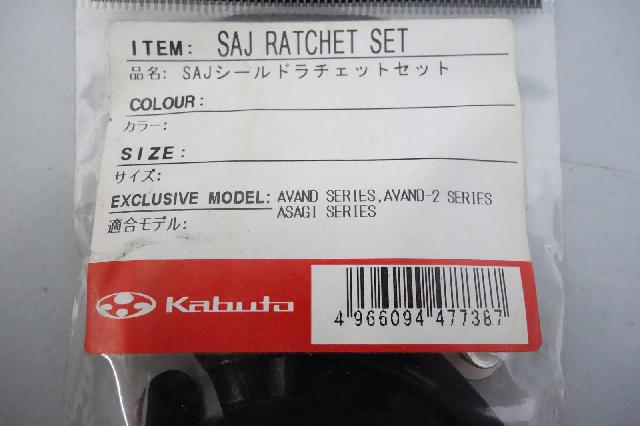 ITEM: SAJ RATCHET SET
品名: SAJシールドラチェットセット
COLOUR:
カラー:
SIZE:
サイズ:
EXCLUSIVE MODEL: AVAND SERIES,AVAND-2 SERIES
適合モデル: ASAGI SERIES
Kabuto
4 966094 477387